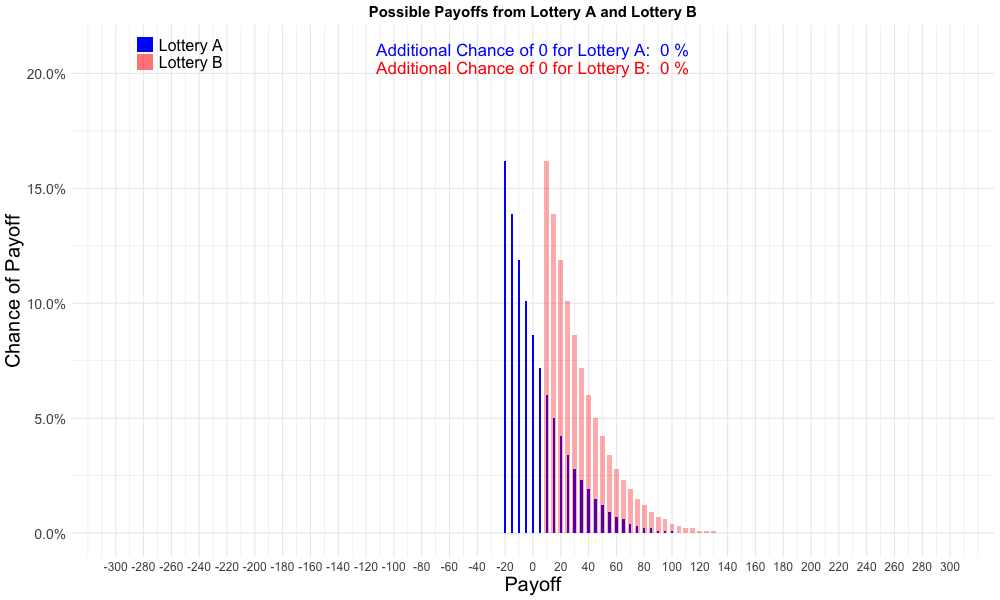 Possible Payoffs from Lottery A and Lottery B
Lottery A
Lottery B
Additional Chance of 0 for Lottery A:  0 %
Additional Chance of 0 for Lottery B:  0 %
Chance of Payoff
20.0%
15.0%
10.0%
5.0%
0.0%
-300 -280 -260 -240 -220 -200 -180 -160 -140 -120 -100 -80 -60 -40 -20 0 20 40 60 80 100 120 140 160 180 200 220 240 260 280 300
Payoff